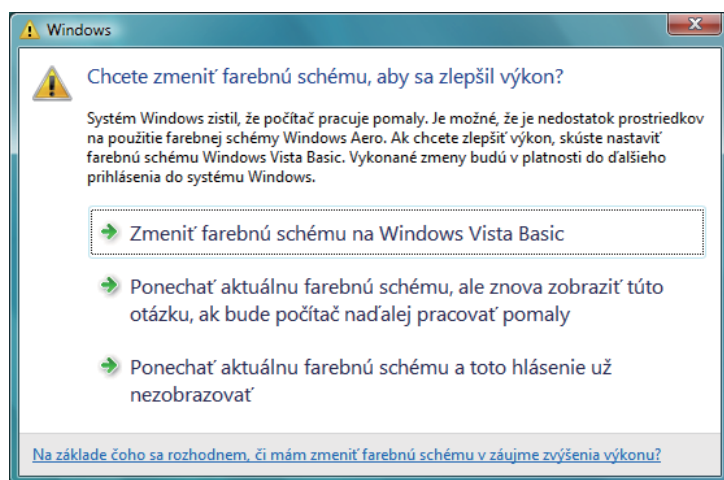 Windows
Chcete zmeniť farebnú schému, aby sa zlepšil výkon?
Systém Windows zistil, že počítač pracuje pomaly. Je možné, že je nedostatok prostriedkov
na použitie farebnej schémy Windows Aero. Ak chcete zlepšiť výkon, skúste nastaviť
farebnú schému Windows Vista Basic. Vykonané zmeny budú v platnosti do ďalšieho
prihlásenia do systému Windows.
Zmeniť farebnú schému na Windows Vista Basic
Ponechať aktuálnu farebnú schému, ale znova zobraziť túto
otázku, ak bude počítač naďalej pracovať pomaly
Ponechať aktuálnu farebnú schému a toto hlásenie už
nezobrazovať
Na základe čoho sa rozhodnem, či mám zmeniť farebnú schému v záujme zvýšenia výkonu?